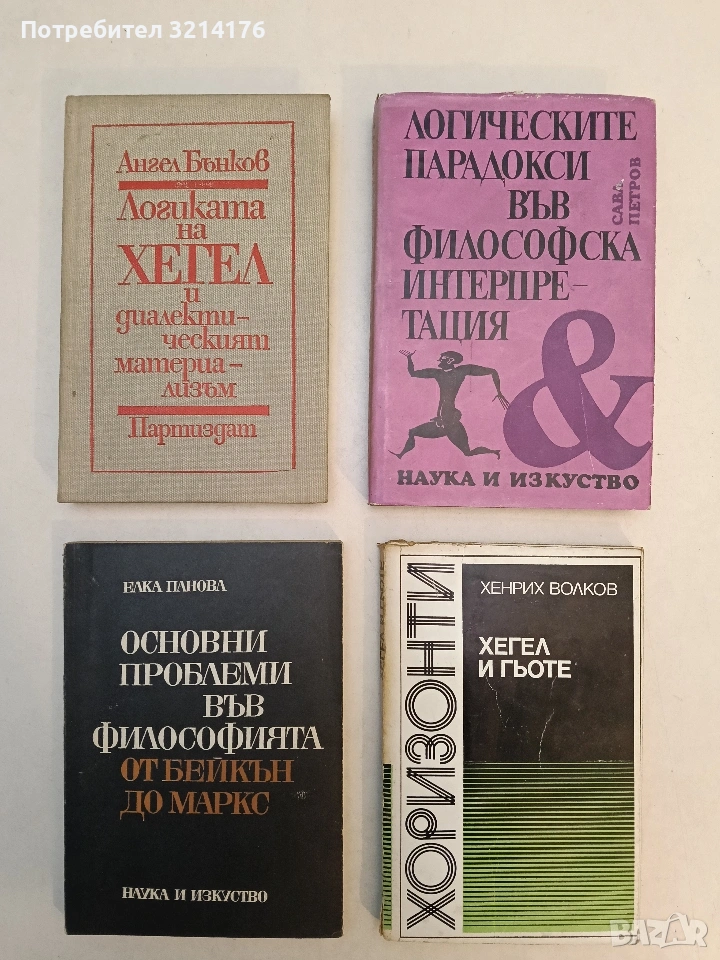 Потребител 3214176
Ангел Бънков
Логиката
на
ХЕГЕЛ
и
диалекти-
ческият
материа-
лизъм
Партиздат
ЛОГИЧЕСКИТЕ
ПАРАДОКСИ
ВЪВ
ФИЛОСОФСКА
ИНТЕРПРЕ-
ТАЦИЯ
САВА
ПЕТРОВ
&
НАУКА И ИЗКУСТВО
ЕЛКА ПАНОВА
ОСНОВНИ
ПРОБЛЕМИ
ВЪВ
ФИЛОСОФИЯТА
ОТ БЕЙКЪН
ДО МАРКС
НАУКА И ИЗКУСТВО
ХОРИЗОНТИ
ХЕНРИХ ВОЛКОВ
ХЕГЕЛ
И ГЬОТЕ
BAZAR